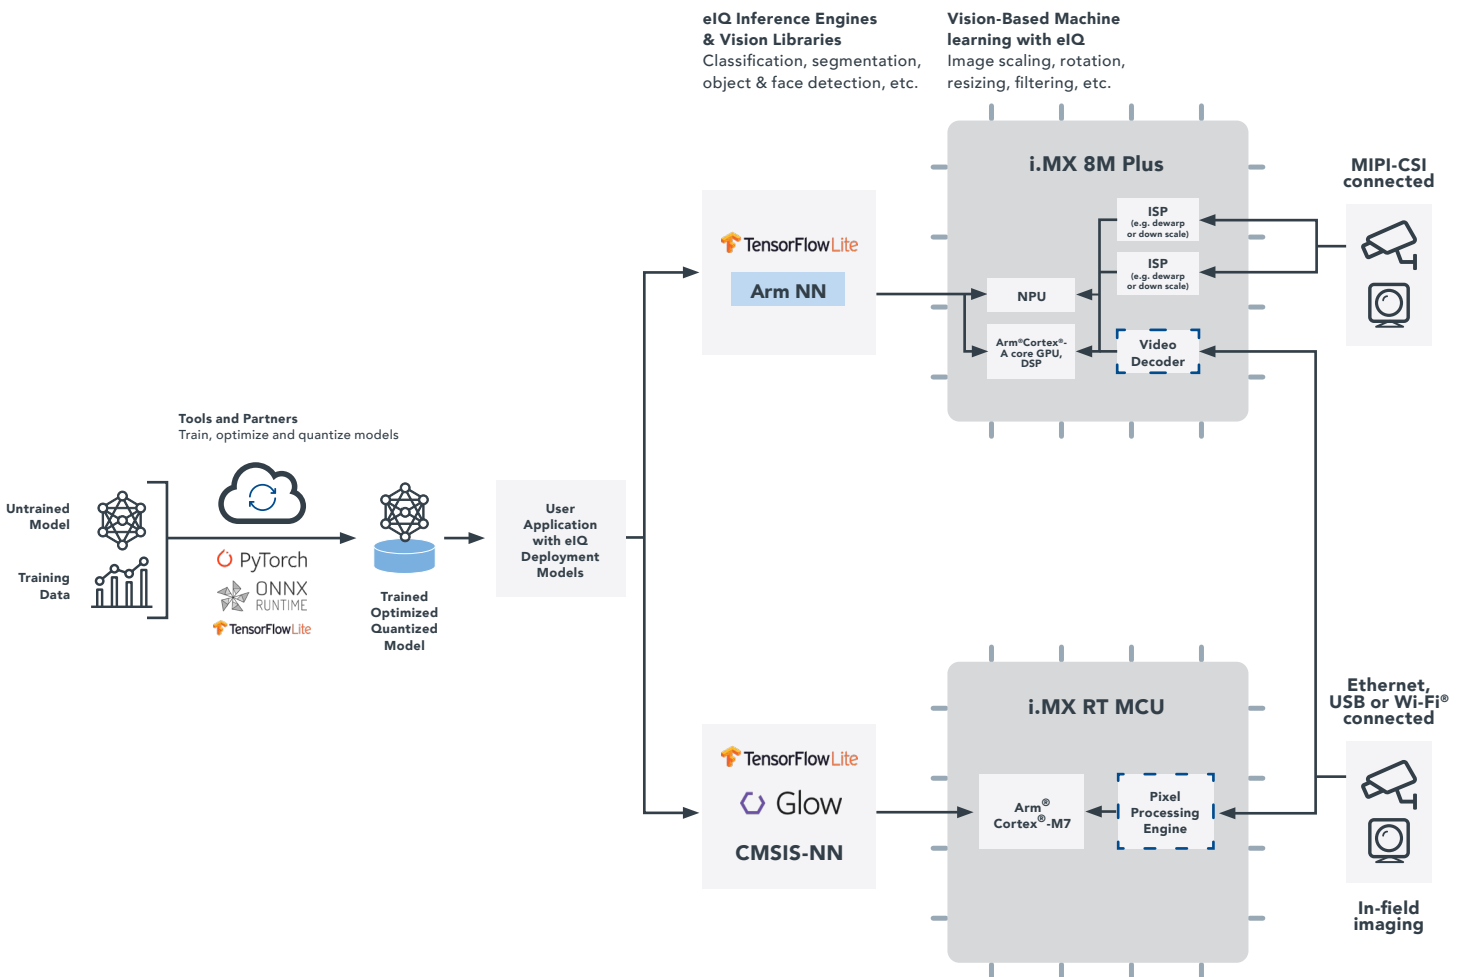 eIQ Inference Engines
& Vision Libraries
Classification, segmentation,
object & face detection, etc.
Vision-Based Machine
learning with eIQ
Image scaling, rotation,
resizing, filtering, etc.
i.MX 8M Plus
MIPI-CSI
connected
ISP
(e.g. dewarp
or down scale)
ISP
(e.g. dewarp
or down scale)
TensorFlowLite
Arm NN
NPU
Arm®Cortex®-
A core GPU,
DSP
Video
Decoder
Tools and Partners
Train, optimize and quantize models
Untrained
Model
Training
Data
PyTorch
ONNX
RUNTIME
TensorFlowLite
Trained
Optimized
Quantized
Model
User
Application
with eIQ
Deployment
Models
i.MX RT MCU
Ethernet,
USB or Wi-Fi®
connected
TensorFlowLite
Glow
CMSIS-NN
Arm®
Cortex®-M7
Pixel
Processing
Engine
In-field
imaging